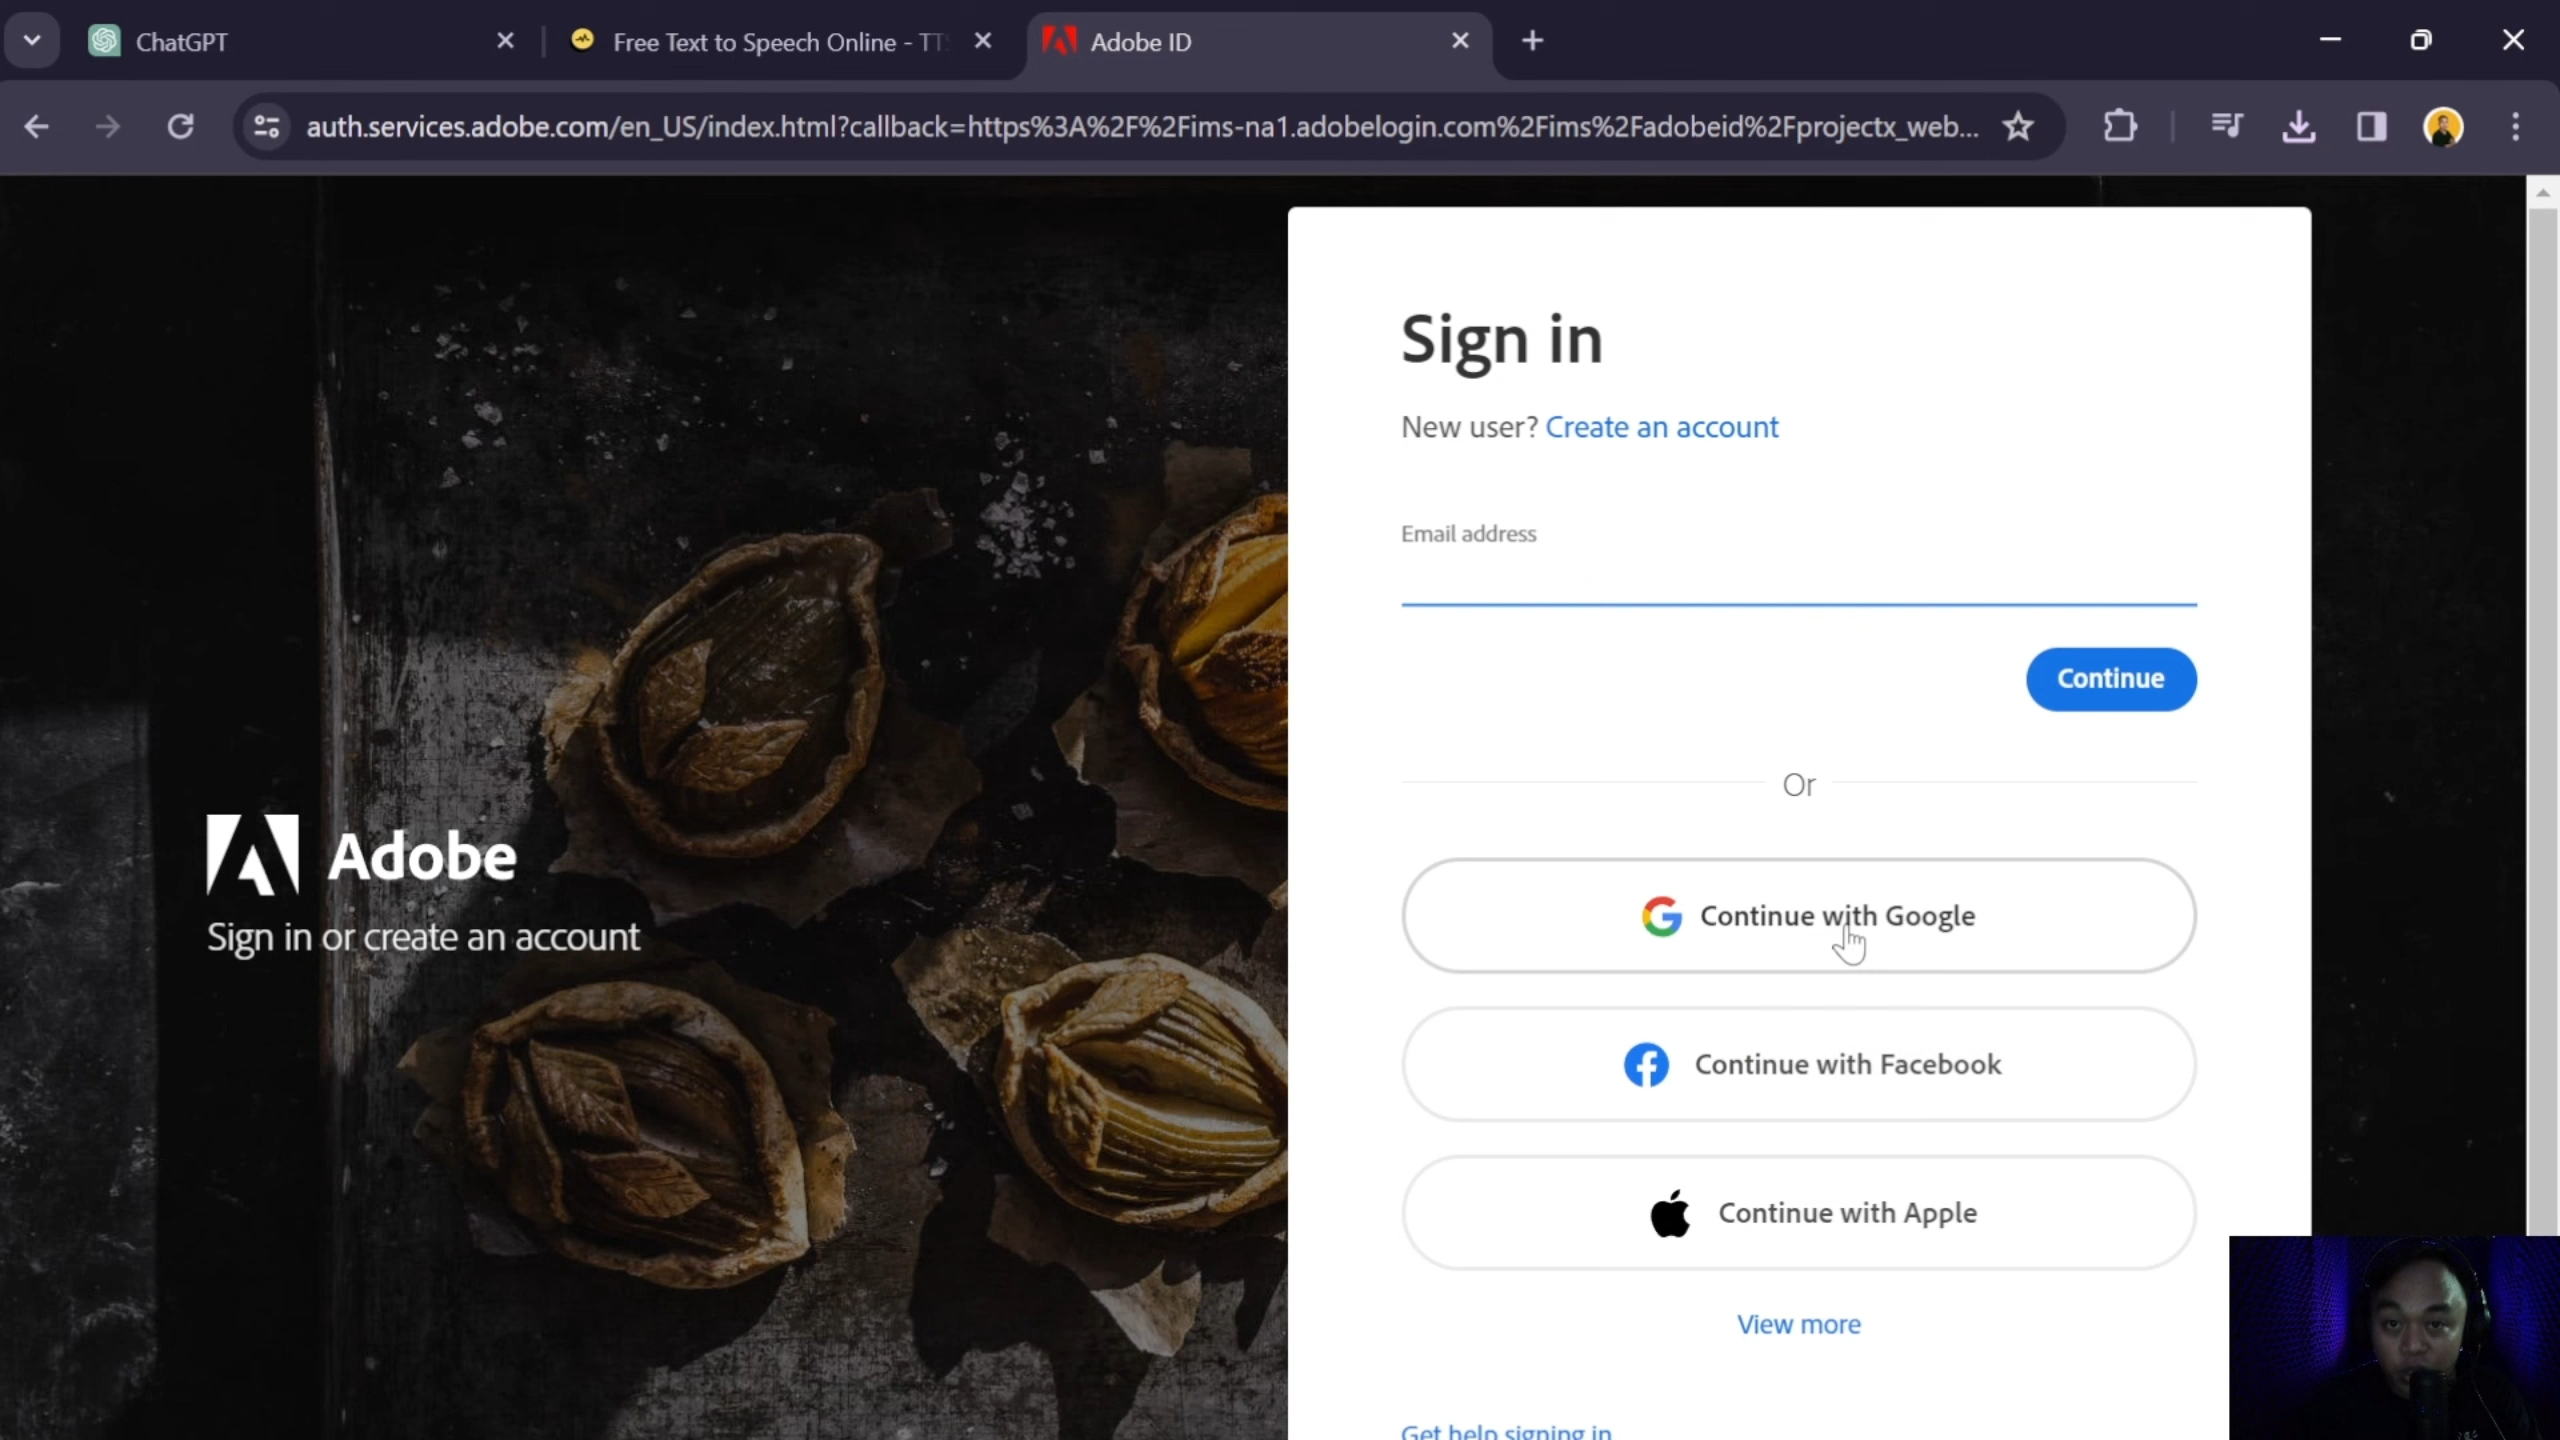 ChatGPT
Free Text to Speech Online - TTS
Adobe ID
auth.services.adobe.com/en_US/index.html?callback=https%3A%2F%2Fims-na1.adobelogin.com%2Fims%2Fadobeid%2Fprojectx_web...
Sign in
New user? Create an account
Email address
Continue
Or
Continue with Google
Continue with Facebook
Continue with Apple
View more
Get help signing in
Adobe
Sign in or create an account